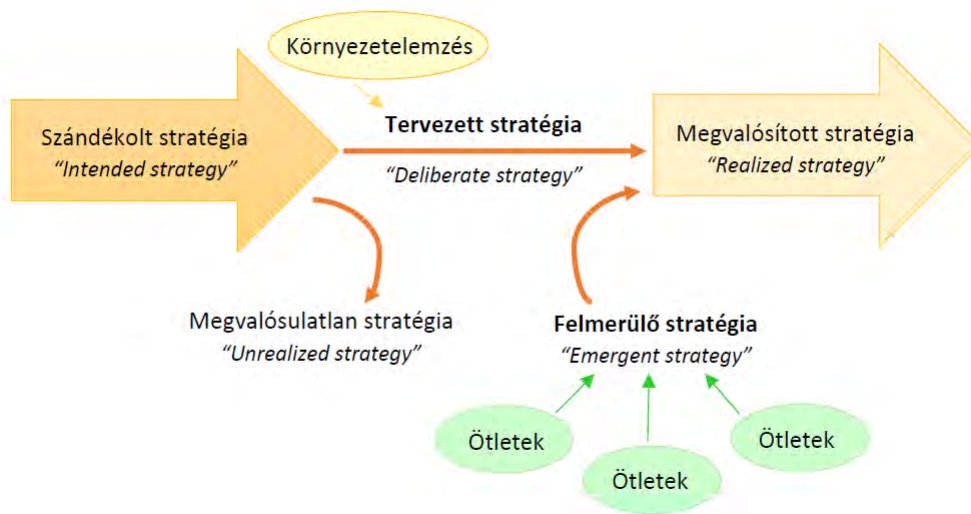 Környezetelemzés
Szándékolt stratégia
“Intended strategy”
Tervezett stratégia
“Deliberate strategy”
Megvalósított stratégia
“Realized strategy”
Megvalósulatlan stratégia
“Unrealized strategy”
Felmerülő stratégia
“Emergent strategy”
Ötletek
Ötletek
Ötletek